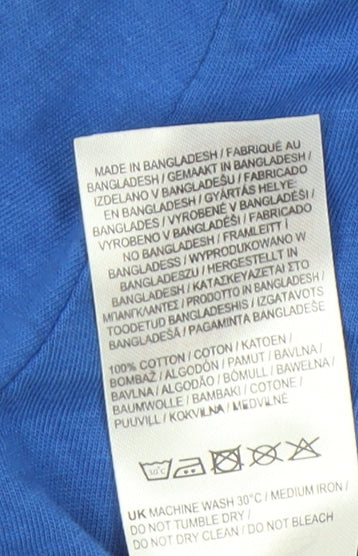 MADE IN BANGLADESH / FABRIQUÉ AU
BANGLADESH / GEMAAKT IN BANGLADESH /
IZDELANO V BANGLADEŠU / FABRICADO
EN BANGLADESH / GYÁRTÁS HELYE:
BANGLADES / VYROBENÉ V BANGLADÉŠI /
VYROBENO V BANGLADÉŠI / FABRICADO
NO BANGLADESH / FRAMLEITT Í
BANGLADESS / WYPRODUKOWANO W
BANGLADESZU / HERGESTELLT IN
BANGLADESH / ΚΑΤΑΣΚΕΥΑΖΕΤΑΙ ΣΤΟ
ΜΠΑΝΓΚΛΑΝΤΕΣ / PRODOTTO IN BANGLADESH /
TOODETUD BANGLADESHIS / IZGATAVOTS
BANGLADEŠĀ / PAGAMINTA BANGLADEŠE
100% COTTON / COTON / KATOEN /
BOMBAŽ / ALGODÓN / PAMUT / BAVLNA /
BAVLNA / ALGODÃO / BÓMULL / BAWEŁNA /
BAUMWOLLE / ΒΑΜΒΑΚΙ / COTONE /
PUUVILL / KOKVILNA / MEDVILNĖ
30°C
UK MACHINE WASH 30°C / MEDIUM IRON /
DO NOT TUMBLE DRY /
DO NOT DRY CLEAN / DO NOT BLEACH